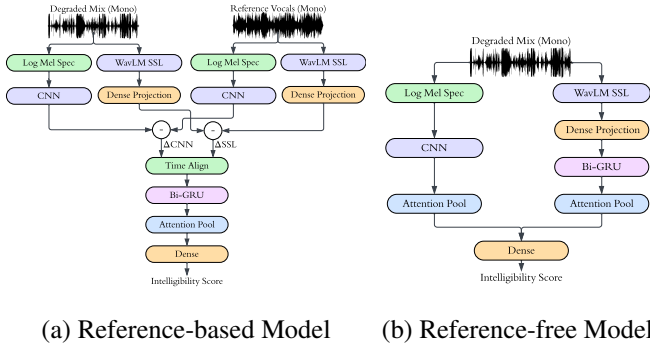 Degraded Mix (Mono)
Reference Vocals (Mono)
Log Mel Spec
WavLM SSL
Log Mel Spec
WavLM SSL
CNN
Dense Projection
CNN
Dense Projection
-
-
ΔCNN
ΔSSL
Time Align
Bi-GRU
Attention Pool
Dense
Intelligibility Score
(a) Reference-based Model
Degraded Mix (Mono)
Log Mel Spec
WavLM SSL
Dense Projection
CNN
Bi-GRU
Attention Pool
Attention Pool
Dense
Intelligibility Score
(b) Reference-free Model